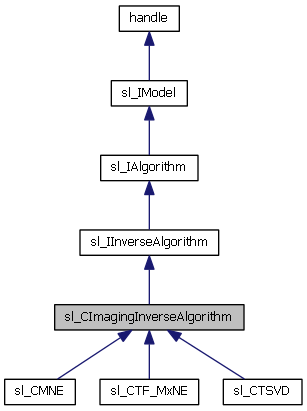 handle
sl_IModel
sl_IAlgorithm
sl_IInverseAlgorithm
sl_CImagingInverseAlgorithm
sl_CMNE
sl_CTF_MxNE
sl_CTSVD